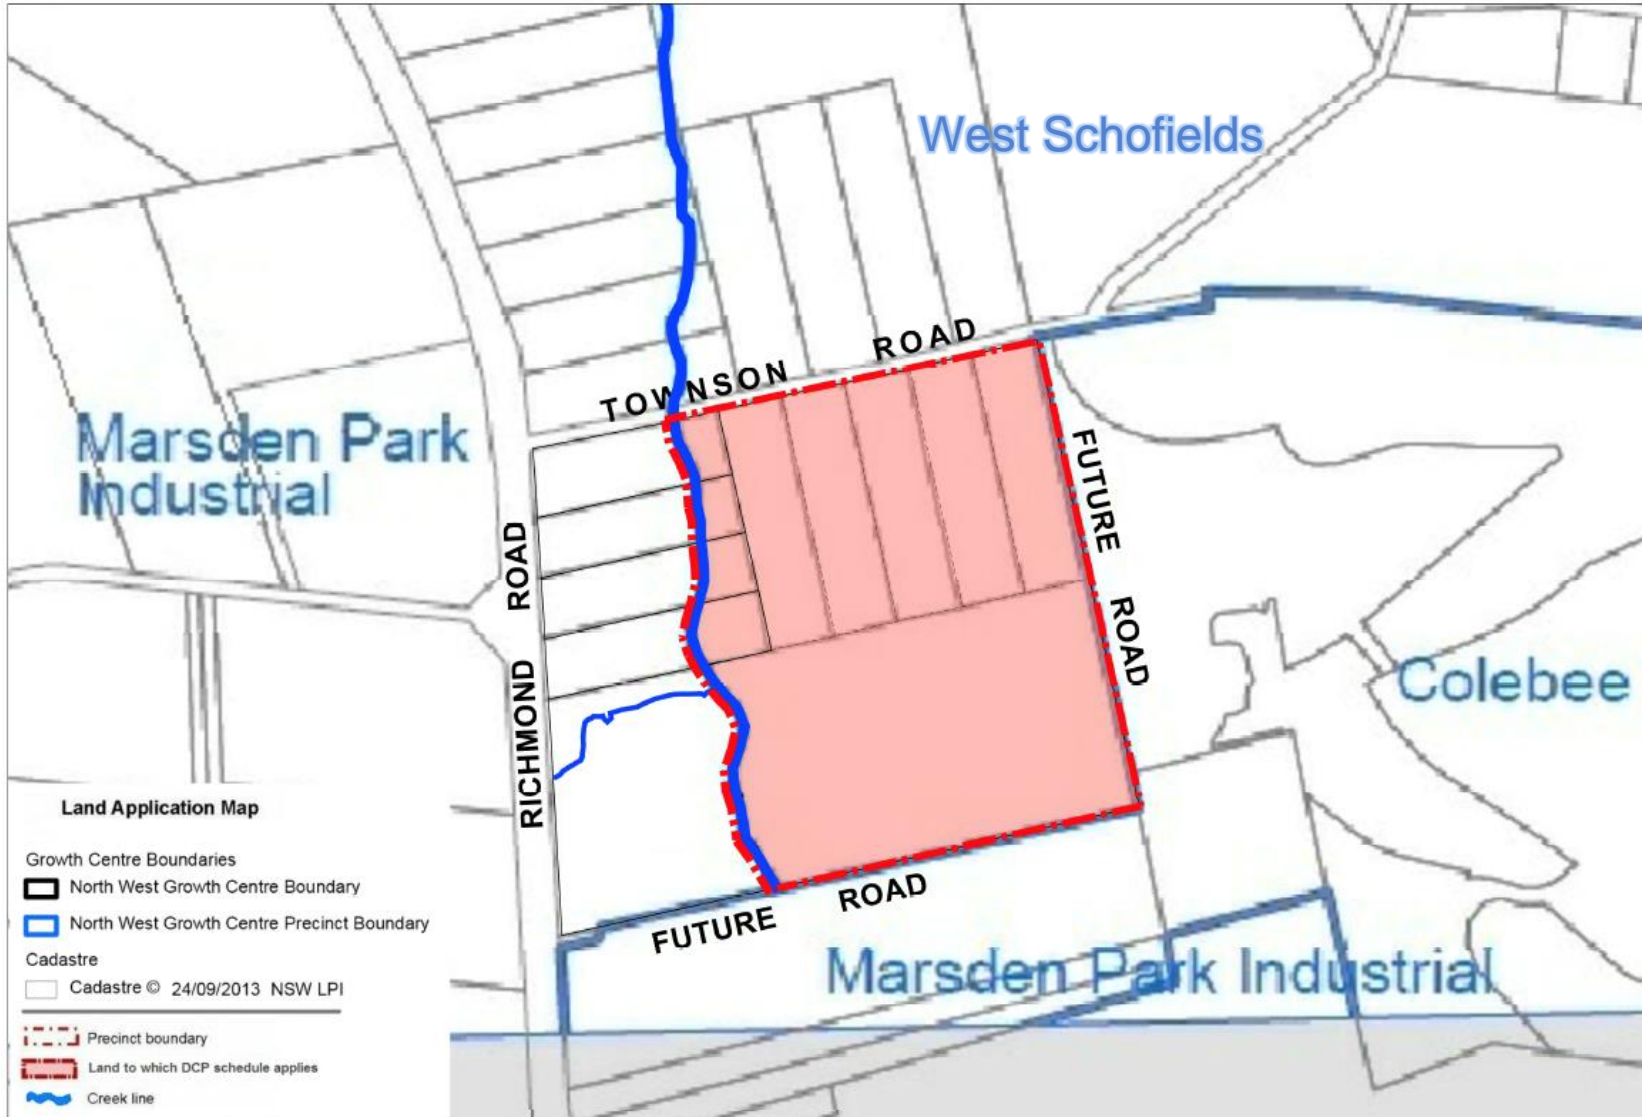 West Schofields
TOWNSON ROAD
Marsden Park
Industrial
FUTURE ROAD
RICHMOND ROAD
Colebee
FUTURE ROAD
Marsden Park Industrial
Land Application Map
Growth Centre Boundaries
North West Growth Centre Boundary
North West Growth Centre Precinct Boundary
Cadastre
Cadastre © 24/09/2013 NSW LPI
Precinct boundary
Land to which DCP schedule applies
Creek line